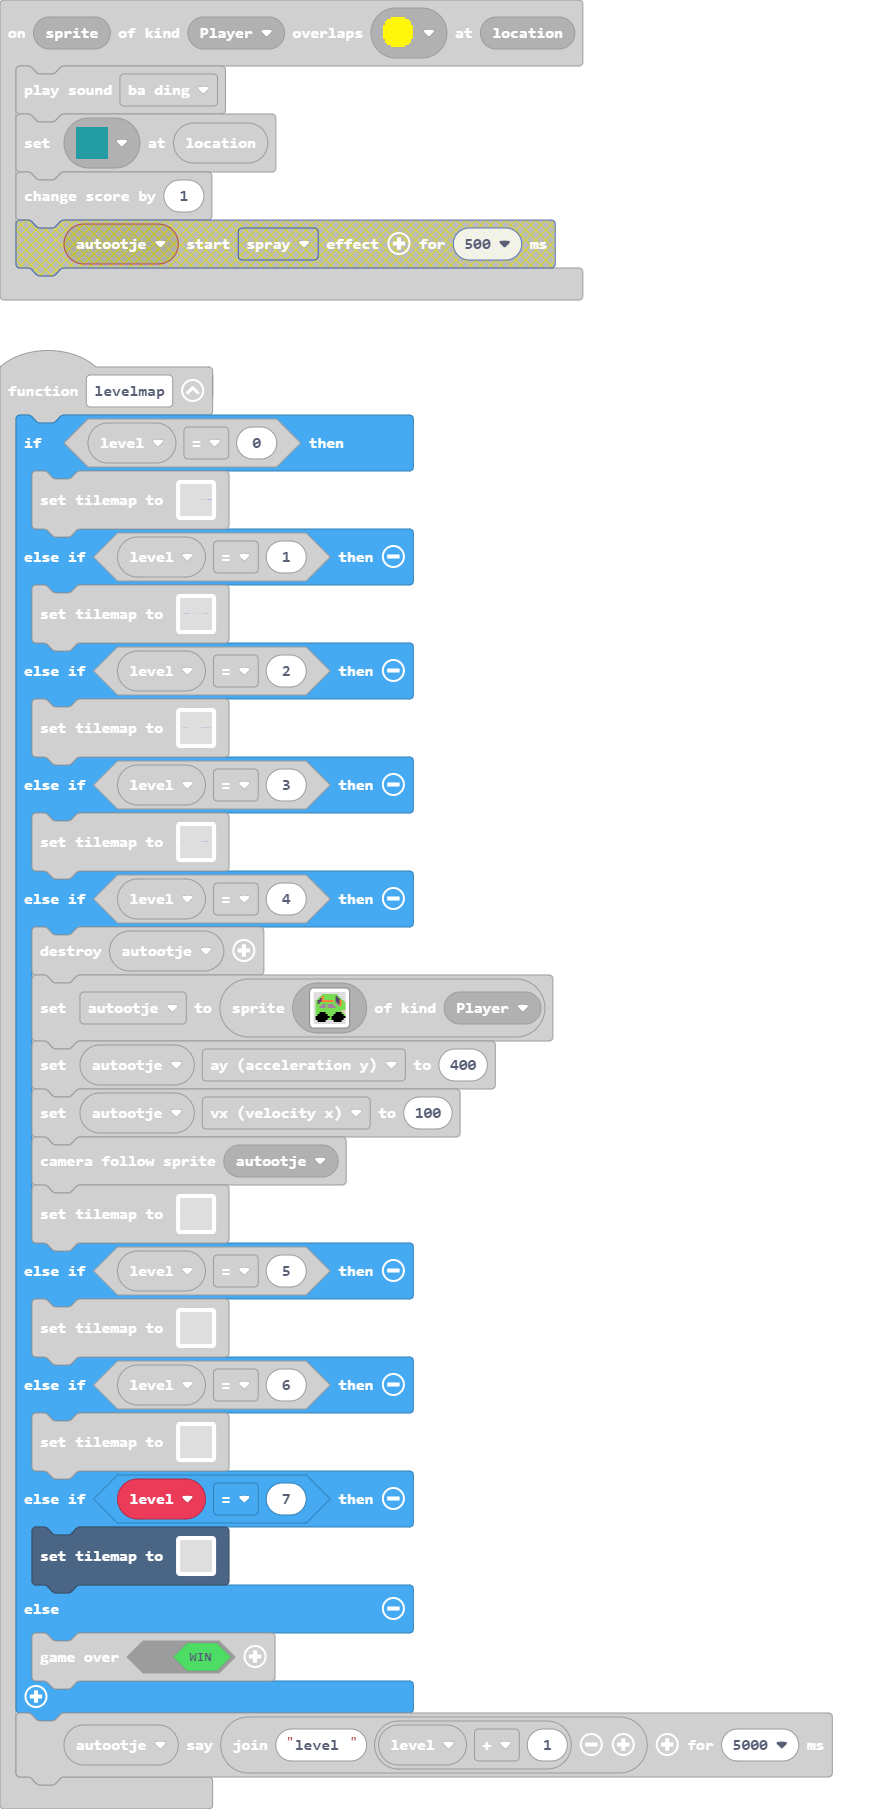 on sprite of kind Player overlaps at location
play sound ba ding
set at location
change score by 1
autootje start spray effect for 500 ms
function levelmap
if level = 0 then
set tilemap to
else if level = 1 then
set tilemap to
else if level = 2 then
set tilemap to
else if level = 3 then
set tilemap to
else if level = 4 then
destroy autootje
set autootje to sprite of kind Player
set autootje ay (acceleration y) to 400
set autootje vx (velocity x) to 100
camera follow sprite autootje
set tilemap to
else if level = 5 then
set tilemap to
else if level = 6 then
set tilemap to
else if level = 7 then
set tilemap to
else
game over WIN
autootje say join "level " level + 1 for 5000 ms